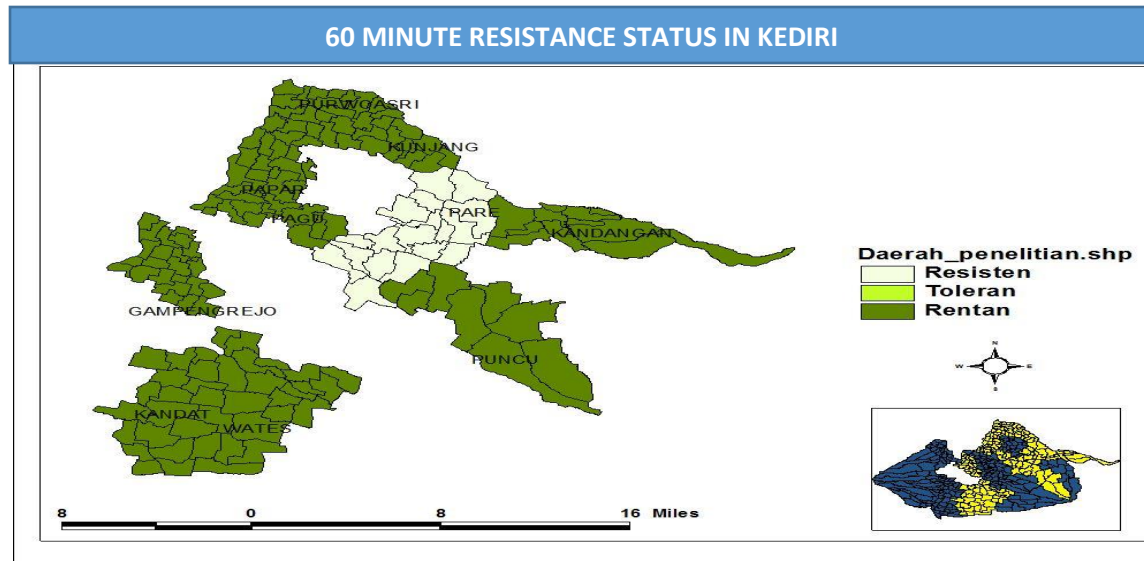 60 MINUTE RESISTANCE STATUS IN KEDIRI
PURWOASRI
KUNJANG
PAPAR
PAGU
PARE
KANDANGAN
GAMPENGREJO
PUNCU
KANDAT
WATES
Daerah_penelitian.shp
Resisten
Toleran
Rentan
N
W E
S
8 0 8 16 Miles